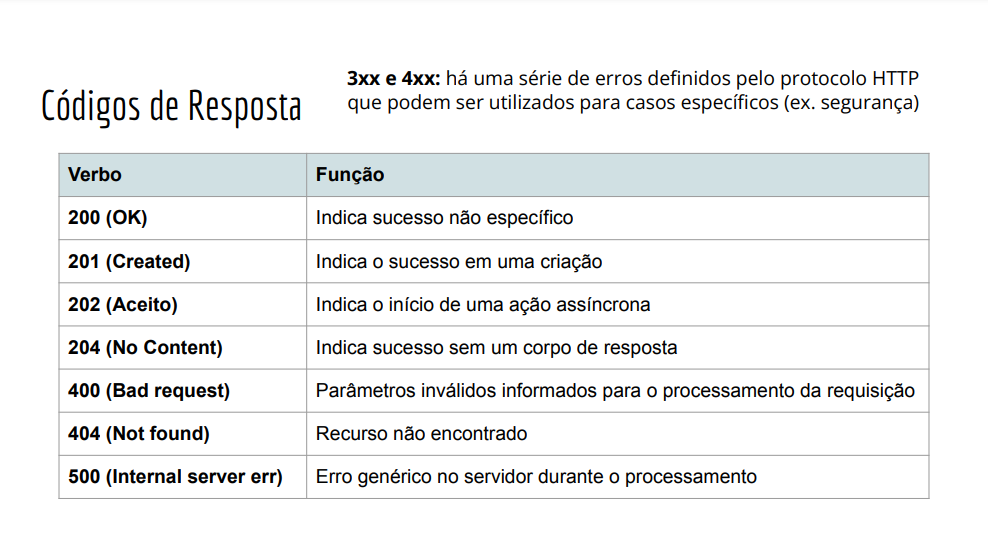 Códigos de Resposta
3xx e 4xx: há uma série de erros definidos pelo protocolo HTTP
que podem ser utilizados para casos específicos (ex. segurança)
Verbo Função
200 (OK) Indica sucesso não específico
201 (Created) Indica o sucesso em uma criação
202 (Aceito) Indica o início de uma ação assíncrona
204 (No Content) Indica sucesso sem um corpo de resposta
400 (Bad request) Parâmetros inválidos informados para o processamento da requisição
404 (Not found) Recurso não encontrado
500 (Internal server err) Erro genérico no servidor durante o processamento